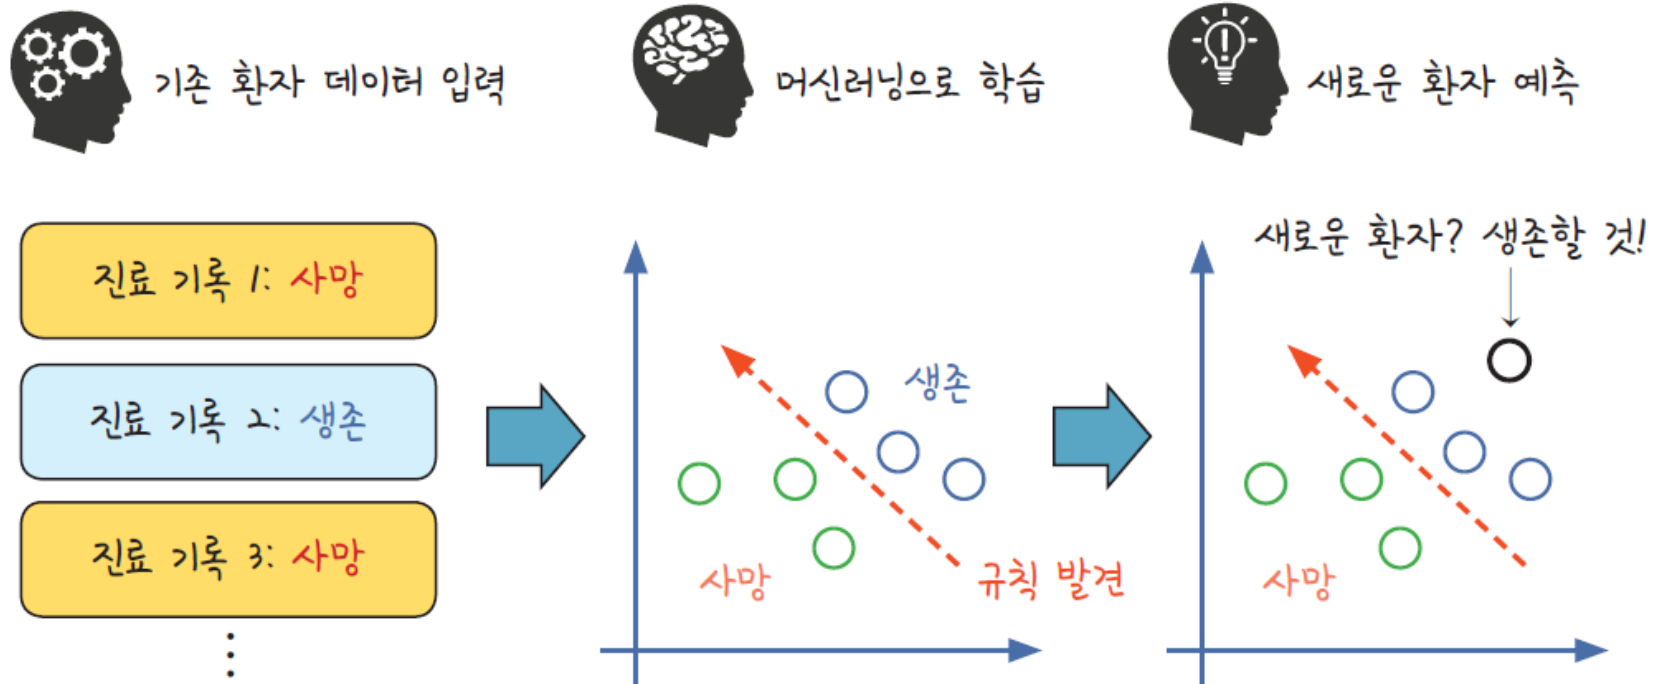 기존 환자 데이터 입력
머신러닝으로 학습
새로운 환자 예측
진료 기록 1: 사망
진료 기록 2: 생존
진료 기록 3: 사망
생존
사망
규칙 발견
새로운 환자? 생존할 것!
사망